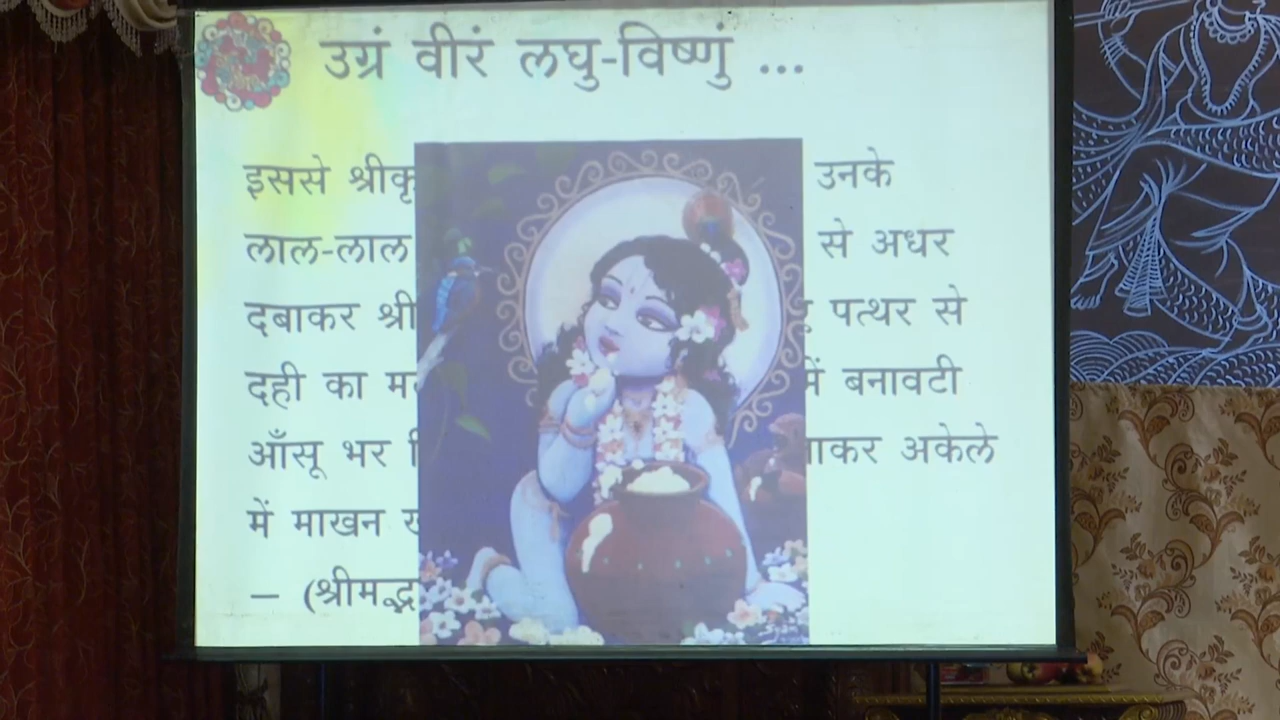 उग्रं वीरं लघु-विष्णुं ...
इससे श्रीकृ उनके
लाल-लाल से अधर
दबाकर श्री पत्थर से
दही का में बनावटी
आँसू भर ाकर अकेले
में माखन
– (श्रीमद्भ